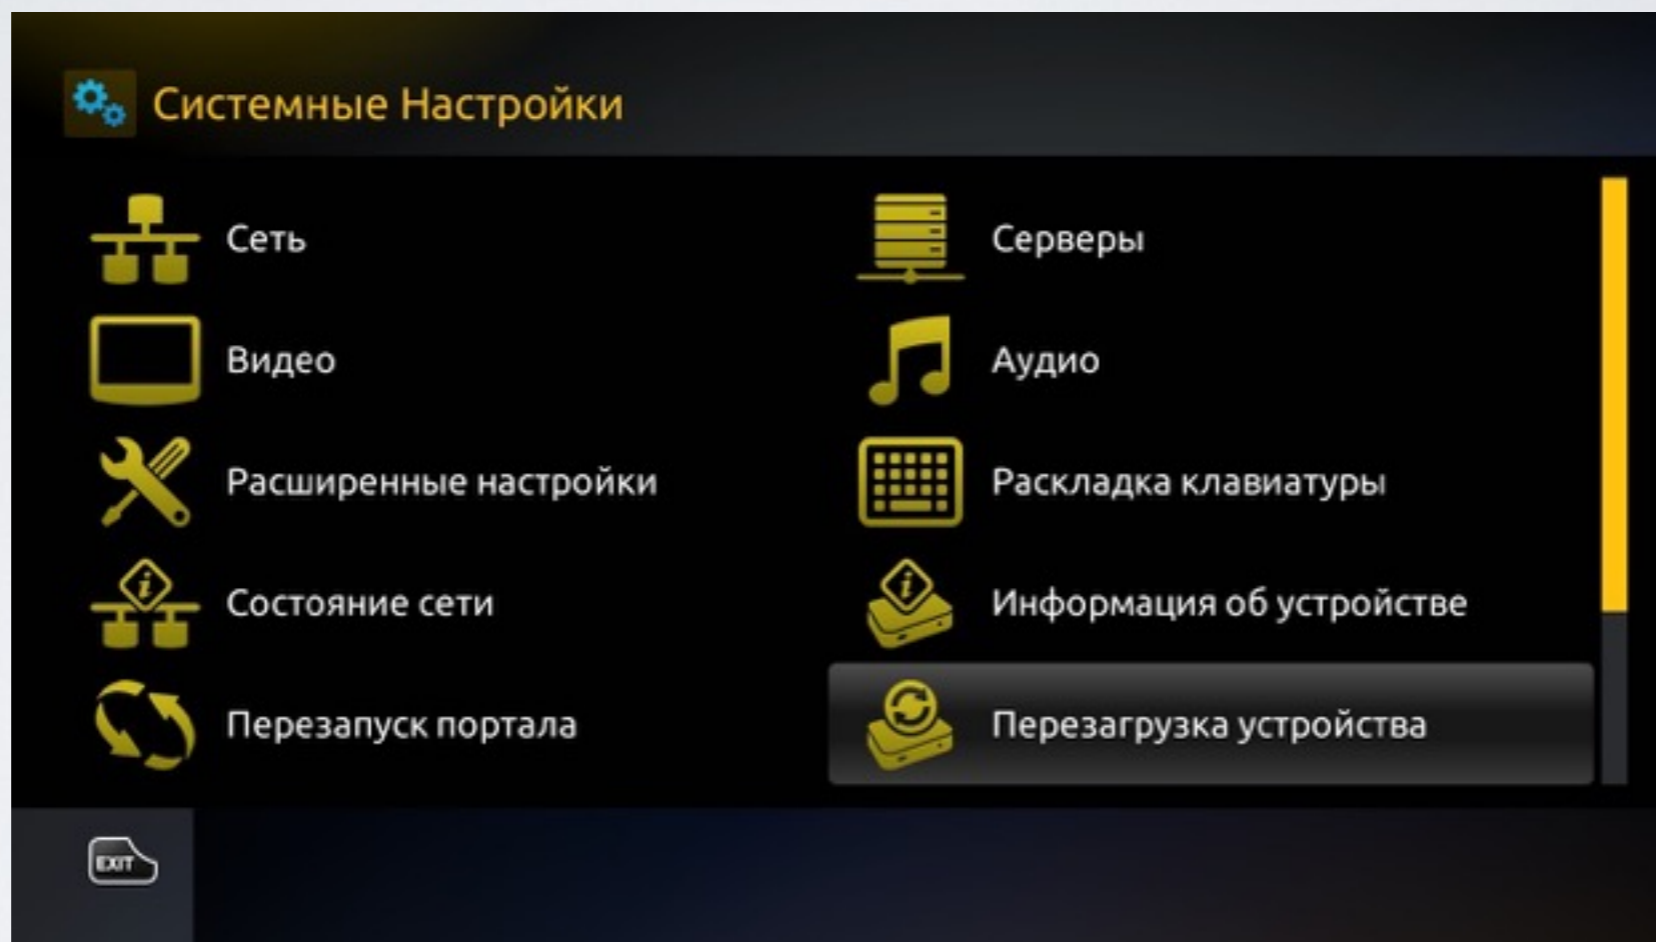 Системные Настройки
Сеть
Серверы
Видео
Аудио
Расширенные настройки
Раскладка клавиатуры
Состояние сети
Информация об устройстве
Перезапуск портала
Перезагрузка устройства
EXIT